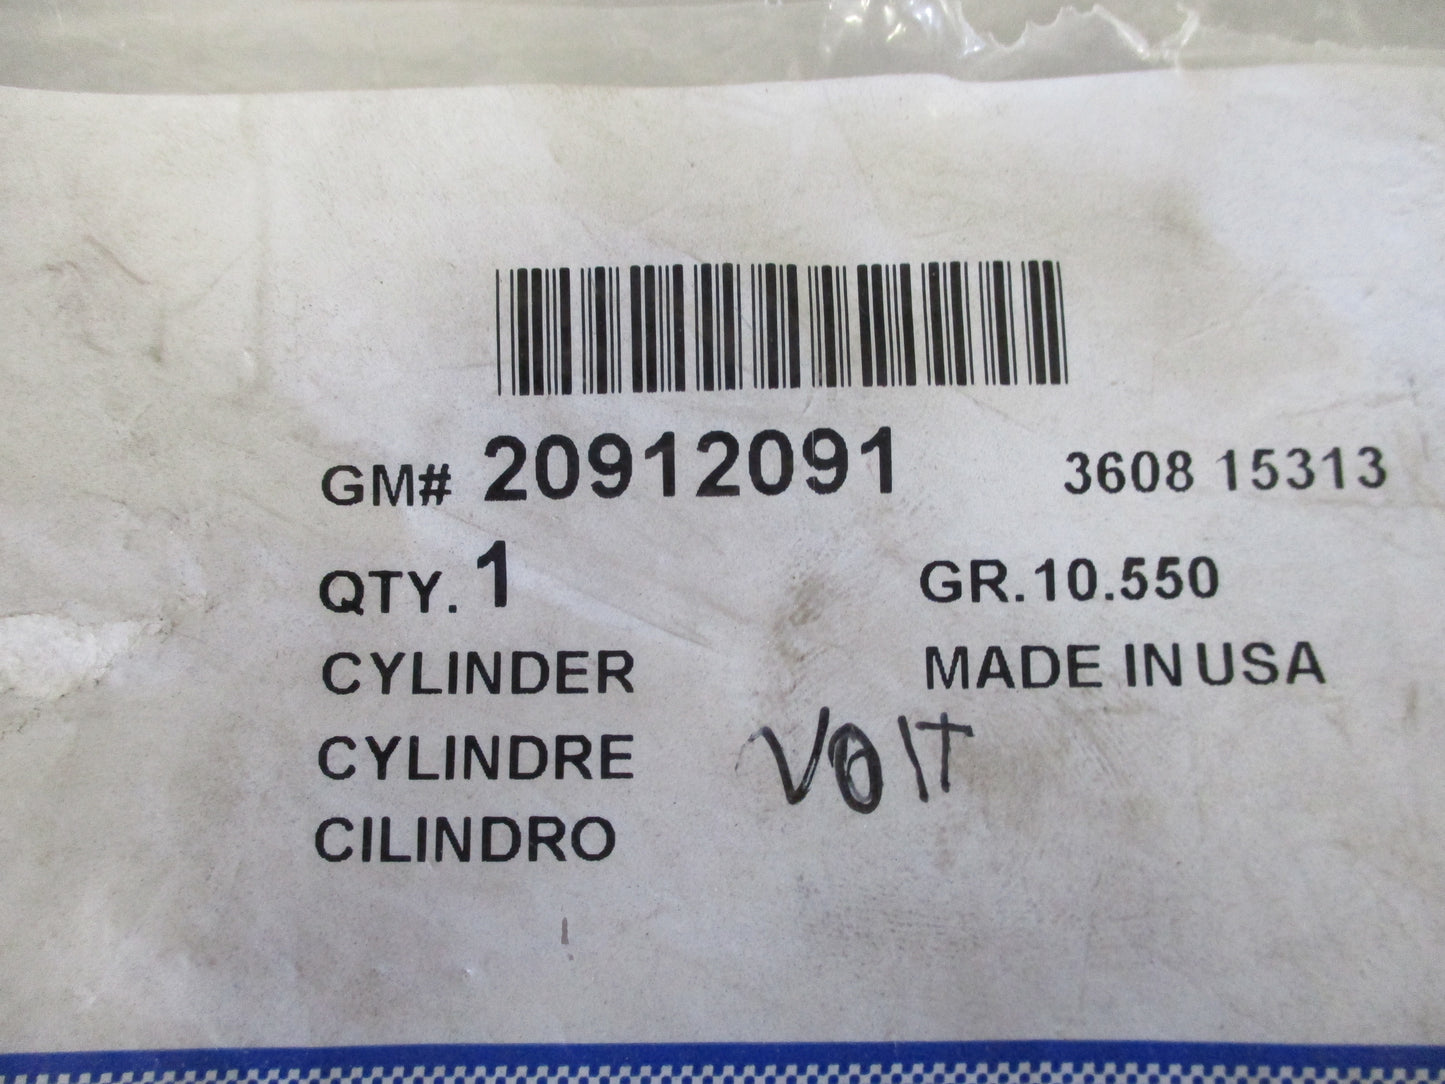 GM# 20912091 3608 15313
QTY. 1 GR.10.550
CYLINDER MADE IN USA
CYLINDRE VOlT
CILINDRO